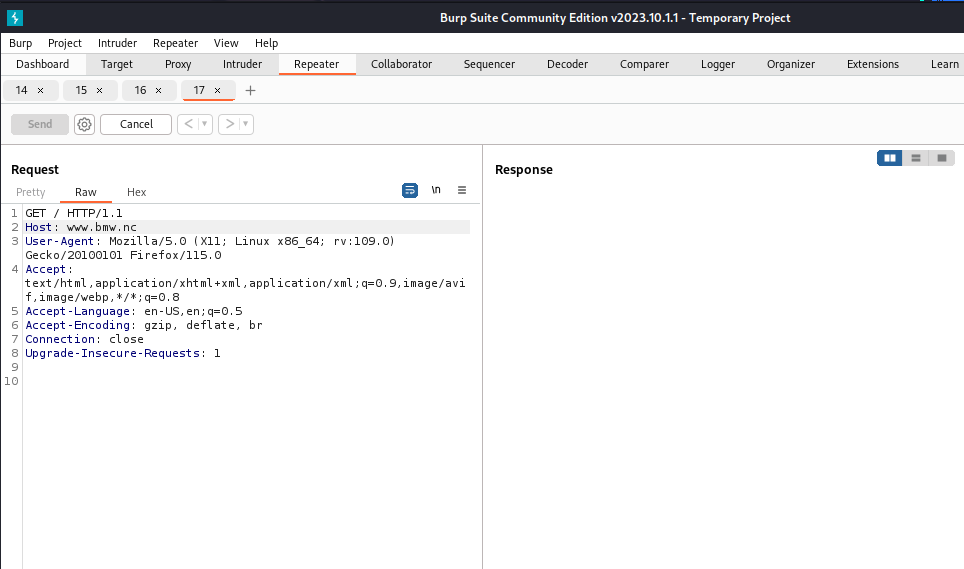 Burp Suite Community Edition v2023.10.1.1 - Temporary Project
Burp Project Intruder Repeater View Help
Dashboard Target Proxy Intruder Repeater Collaborator Sequencer Decoder Comparer Logger Organizer Extensions Learn
14 × 15 × 16 × 17 × +
Send Cancel < >
Request
Response
Pretty Raw Hex \n
1 GET / HTTP/1.1
2 Host: www.bmw.nc
3 User-Agent: Mozilla/5.0 (X11; Linux x86_64; rv:109.0)
Gecko/20100101 Firefox/115.0
4 Accept:
text/html,application/xhtml+xml,application/xml;q=0.9,image/avi
f,image/webp,*/*;q=0.8
5 Accept-Language: en-US,en;q=0.5
6 Accept-Encoding: gzip, deflate, br
7 Connection: close
8 Upgrade-Insecure-Requests: 1
9
10